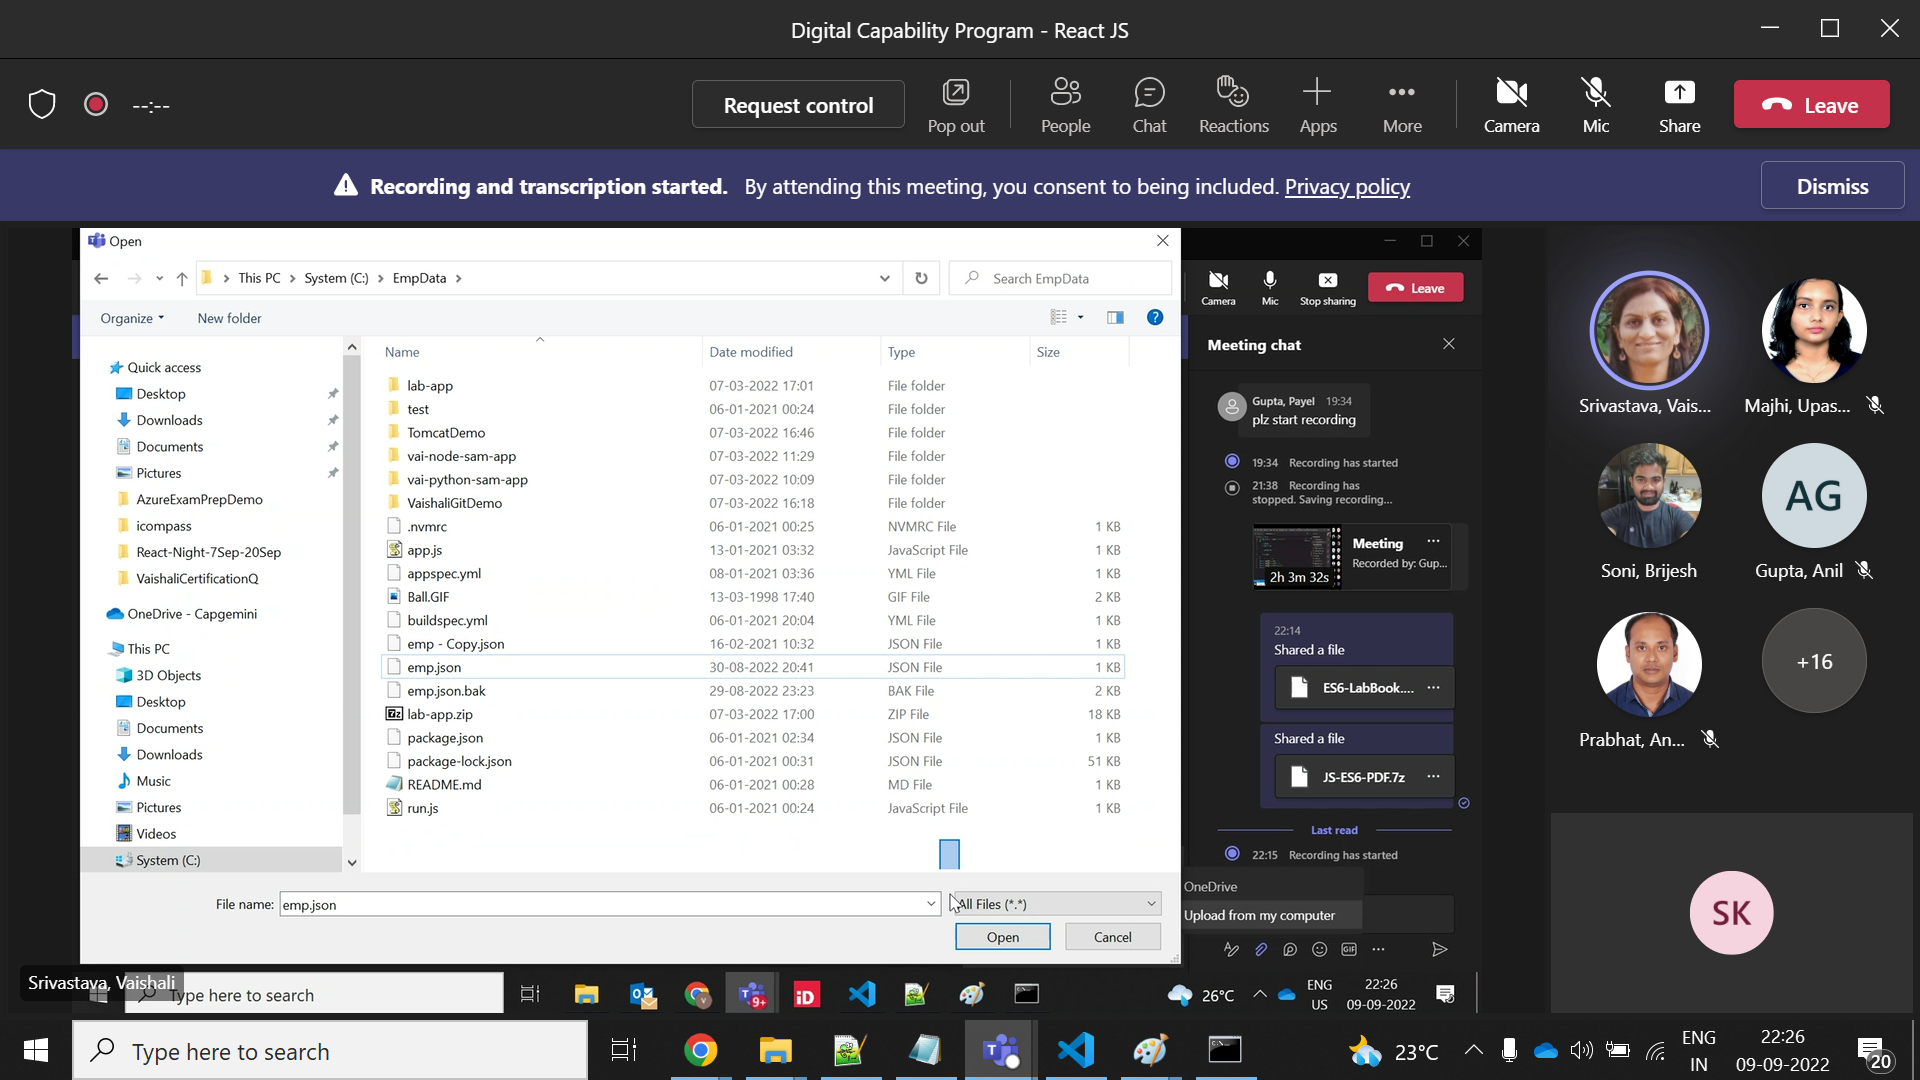 Digital Capability Program - React JS
--:--
Request control
Pop out
People
Chat
Reactions
Apps
More
Camera
Mic
Share
Leave
Recording and transcription started. By attending this meeting, you consent to being included. Privacy policy
Dismiss
Open
This PC > System (C:) > EmpData >
Search EmpData
Organize
New folder
Quick access
Desktop
Downloads
Documents
Pictures
AzureExamPrepDemo
icompass
React-Night-7Sep-20Sep
VaishaliCertificationQ
OneDrive - Capgemini
This PC
3D Objects
Desktop
Documents
Downloads
Music
Pictures
Videos
System (C:)
Name Date modified Type Size
lab-app 07-03-2022 17:01 File folder
test 06-01-2021 00:24 File folder
TomcatDemo 07-03-2022 16:46 File folder
vai-node-sam-app 07-03-2022 11:29 File folder
vai-python-sam-app 07-03-2022 10:09 File folder
VaishaliGitDemo 07-03-2022 16:18 File folder
.nvmrc 06-01-2021 00:25 NVMRC File 1 KB
app.js 13-01-2021 03:32 JavaScript File 1 KB
appspec.yml 08-01-2021 03:36 YML File 1 KB
Ball.GIF 13-03-1998 17:40 GIF File 2 KB
buildspec.yml 06-01-2021 20:04 YML File 1 KB
emp - Copy.json 16-02-2021 10:32 JSON File 1 KB
emp.json 30-08-2022 20:41 JSON File 1 KB
emp.json.bak 29-08-2022 23:23 BAK File 2 KB
lab-app.zip 07-03-2022 17:00 ZIP File 18 KB
package.json 06-01-2021 02:34 JSON File 1 KB
package-lock.json 06-01-2021 00:31 JSON File 51 KB
README.md 06-01-2021 00:28 MD File 1 KB
run.js 06-01-2021 00:24 JavaScript File 1 KB
File name: emp.json
All Files (*.*)
Open
Cancel
Camera
Mic
Stop sharing
Leave
Meeting chat
Gupta, Payel 19:34
plz start recording
19:34 Recording has started
21:38 Recording has
stopped. Saving recording...
Meeting
Recorded by: Gup...
2h 3m 32s
22:14
Shared a file
ES6-LabBook....
Shared a file
JS-ES6-PDF.7z
Last read
22:15 Recording has started
OneDrive
Upload from my computer
GIF
Srivastava, Vais...
Majhi, Upas...
Soni, Brijesh
AG
Gupta, Anil
Prabhat, An...
+16
SK
Srivastava, Vaishali
Type here to search
9+
iD
26°C
ENG
US
22:26
09-09-2022
Type here to search
23°C
ENG
IN
22:26
09-09-2022
20